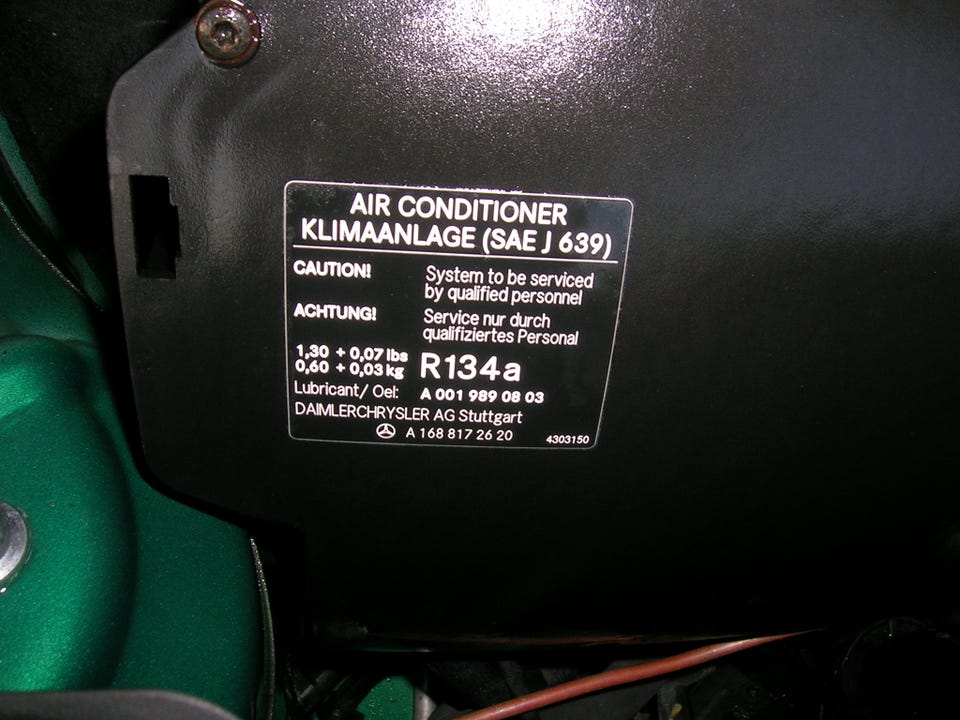 AIR CONDITIONER
KLIMAANLAGE (SAE J 639)
CAUTION! System to be serviced
by qualified personnel
ACHTUNG! Service nur durch
qualifiziertes Personal
1,30 + 0,07 lbs R134a
0,60 + 0,03 kg
Lubricant/ Oel: A 001 989 08 03
DAIMLERCHRYSLER AG Stuttgart
A 168 817 26 20 4303150